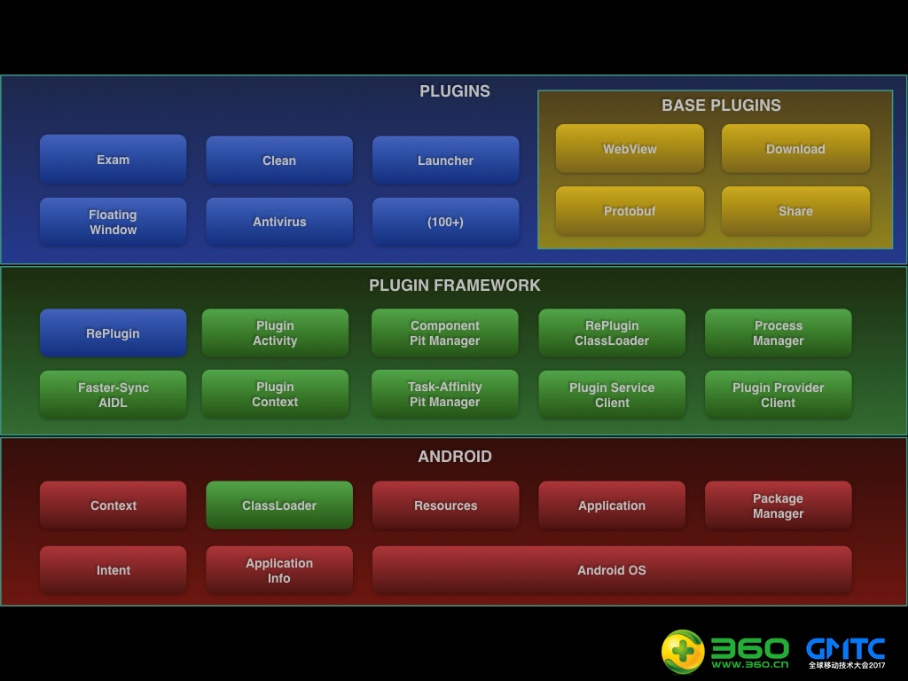 PLUGINS
BASE PLUGINS
Exam
Clean
Launcher
WebView
Download
Floating
Window
Antivirus
(100+)
Protobuf
Share
PLUGIN FRAMEWORK
RePlugin
Plugin
Activity
Component
Pit Manager
RePlugin
ClassLoader
Process
Manager
Faster-Sync
AIDL
Plugin
Context
Task-Affinity
Pit Manager
Plugin Service
Client
Plugin Provider
Client
ANDROID
Context
ClassLoader
Resources
Application
Package
Manager
Intent
Application
Info
Android OS
360
WWW.360.CN
GMTC
全球移动技术大会2017